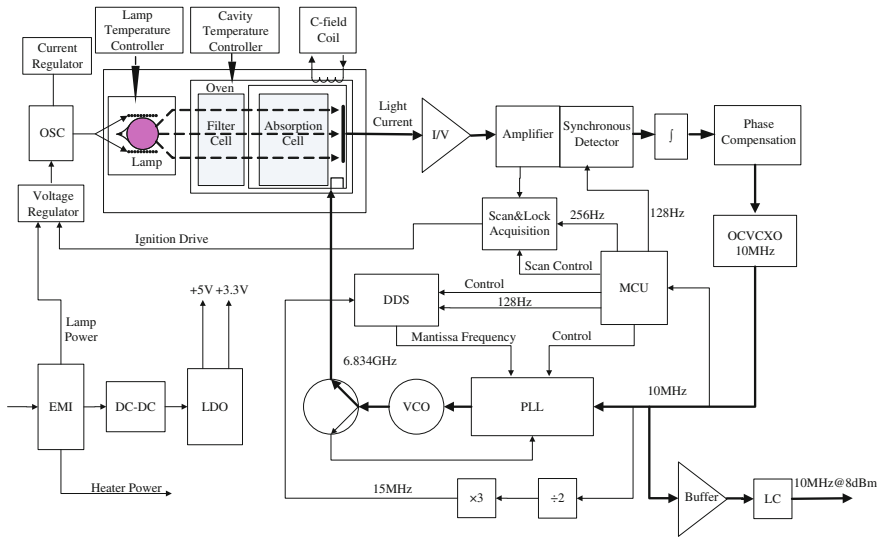 Lamp
Temperature
Controller
Cavity
Temperature
Controller
C-field
Coil
Current
Regulator
Oven
OSC
Lamp
Filter
Cell
Absorption
Cell
Light
Current
I/V
Amplifier
Synchronous
Detector
∫
Phase
Compensation
Voltage
Regulator
Scan&Lock
Acquisition
256Hz
128Hz
OCVCXO
10MHz
Ignition Drive
Scan Control
MCU
Control
128Hz
DDS
+5V +3.3V
Lamp
Power
Mantissa Frequency
Control
6.834GHz
10MHz
EMI
DC-DC
LDO
VCO
PLL
Heater Power
15MHz
×3
÷2
Buffer
LC
10MHz@8dBm